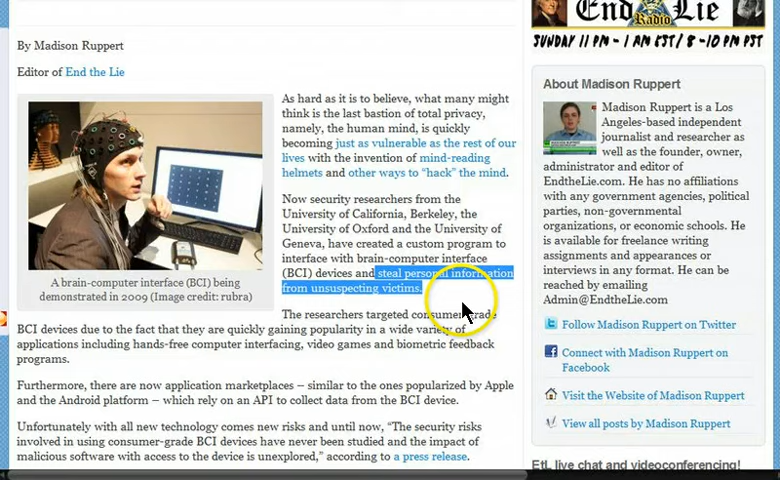 By Madison Ruppert
Editor of End the Lie
As hard as it is to believe, what many might
think is the last bastion of total privacy,
namely, the human mind, is quickly
becoming just as vulnerable as the rest of our
lives with the invention of mind-reading
helmets and other ways to “hack” the mind.
Now security researchers from the
University of California, Berkeley, the
University of Oxford and the University of
Geneva, have created a custom program to
interface with brain-computer interface
(BCI) devices and steal personal information
from unsuspecting victims.
A brain-computer interface (BCI) being
demonstrated in 2009 (Image credit: rubra)
The researchers targeted consumer-grade
BCI devices due to the fact that they are quickly gaining popularity in a wide variety of
applications including hands-free computer interfacing, video games and biometric feedback
programs.
Furthermore, there are now application marketplaces – similar to the ones popularized by Apple
and the Android platform – which rely on an API to collect data from the BCI device.
Unfortunately with all new technology comes new risks and until now, “The security risks
involved in using consumer-grade BCI devices have never been studied and the impact of
malicious software with access to the device is unexplored,” according to a press release.
End Lie
Radio
SUNDAY 11 PM - 1 AM EST/ 8 -10 PM PST
About Madison Ruppert
Madison Ruppert is a Los
Angeles-based independent
journalist and researcher as
well as the founder, owner,
administrator and editor of
EndtheLie.com. He has no affiliations
with any government agencies, political
parties, non-governmental
organizations, or economic schools. He
is available for freelance writing
assignments and appearances or
interviews in any format. He can be
reached by emailing
Admin@EndtheLie.com
Follow Madison Ruppert on Twitter
Connect with Madison Ruppert on
Facebook
Visit the Website of Madison Ruppert
View all posts by Madison Ruppert
EtL live chat and videoconferencing!